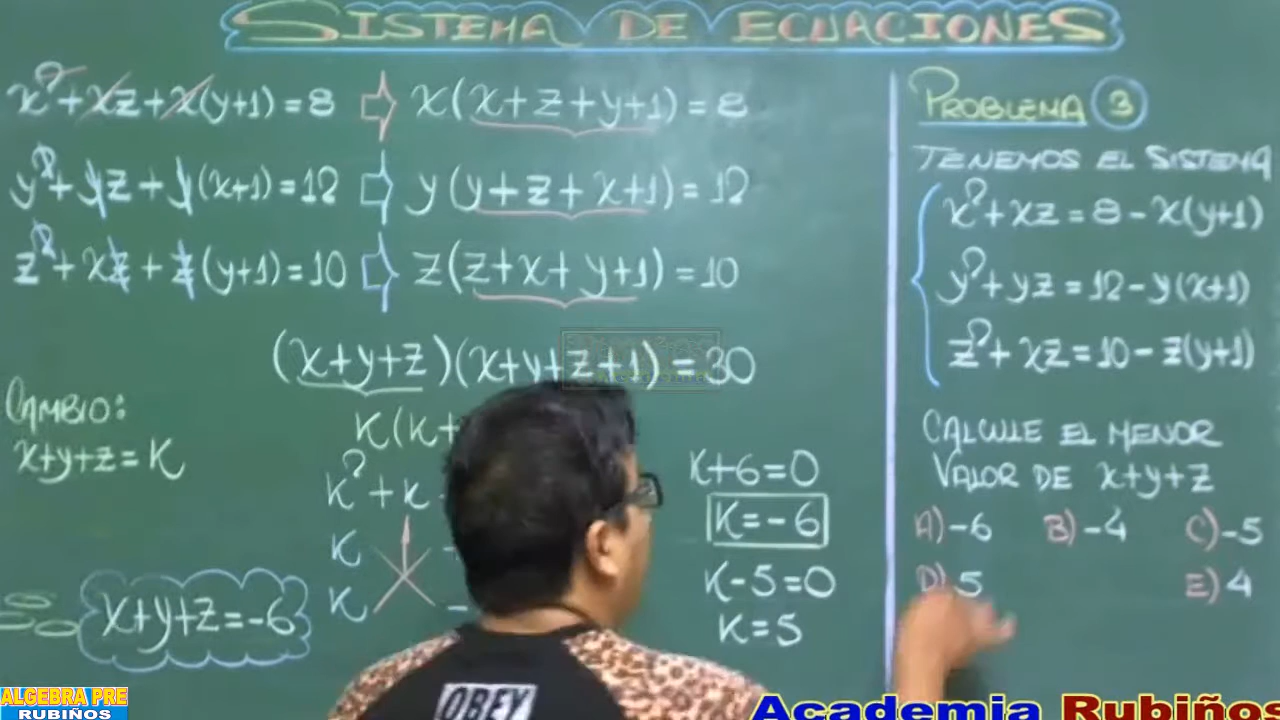 SISTEMA DE ECUACIONES
x²+xz+x(y+1)=8 ⇨ x(x+z+y+1)=8
y²+yz+y(x+1)=12 ⇨ y(y+z+x+1)=12
z²+xz+z(y+1)=10 ⇨ z(z+x+y+1)=10
(x+y+z)(x+y+z+1)=30
CAMBIO:
x+y+z=K
K(K+
K²+K
K
K
K+6=0
K=-6
K-5=0
K=5
x+y+z=-6
PROBLEMA 3
TENEMOS EL SISTEMA
x²+xz=8-x(y+1)
y²+yz=12-y(x+1)
z²+xz=10-z(y+1)
CALCULE EL MENOR
VALOR DE x+y+z
A)-6 B)-4 C)-5
D) 5 E) 4
OBEY
ALGEBRA PRE
RUBIÑOS
Academia Rubiños